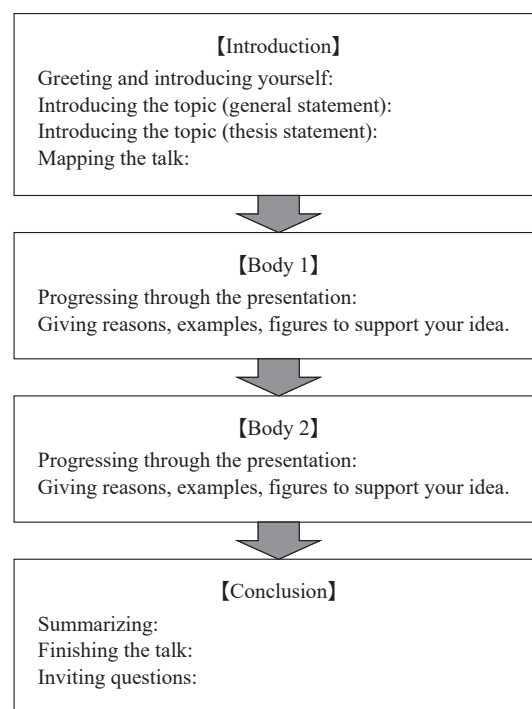 【Introduction】
Greeting and introducing yourself:
Introducing the topic (general statement):
Introducing the topic (thesis statement):
Mapping the talk:
【Body 1】
Progressing through the presentation:
Giving reasons, examples, figures to support your idea.
【Body 2】
Progressing through the presentation:
Giving reasons, examples, figures to support your idea.
【Conclusion】
Summarizing:
Finishing the talk:
Inviting questions: